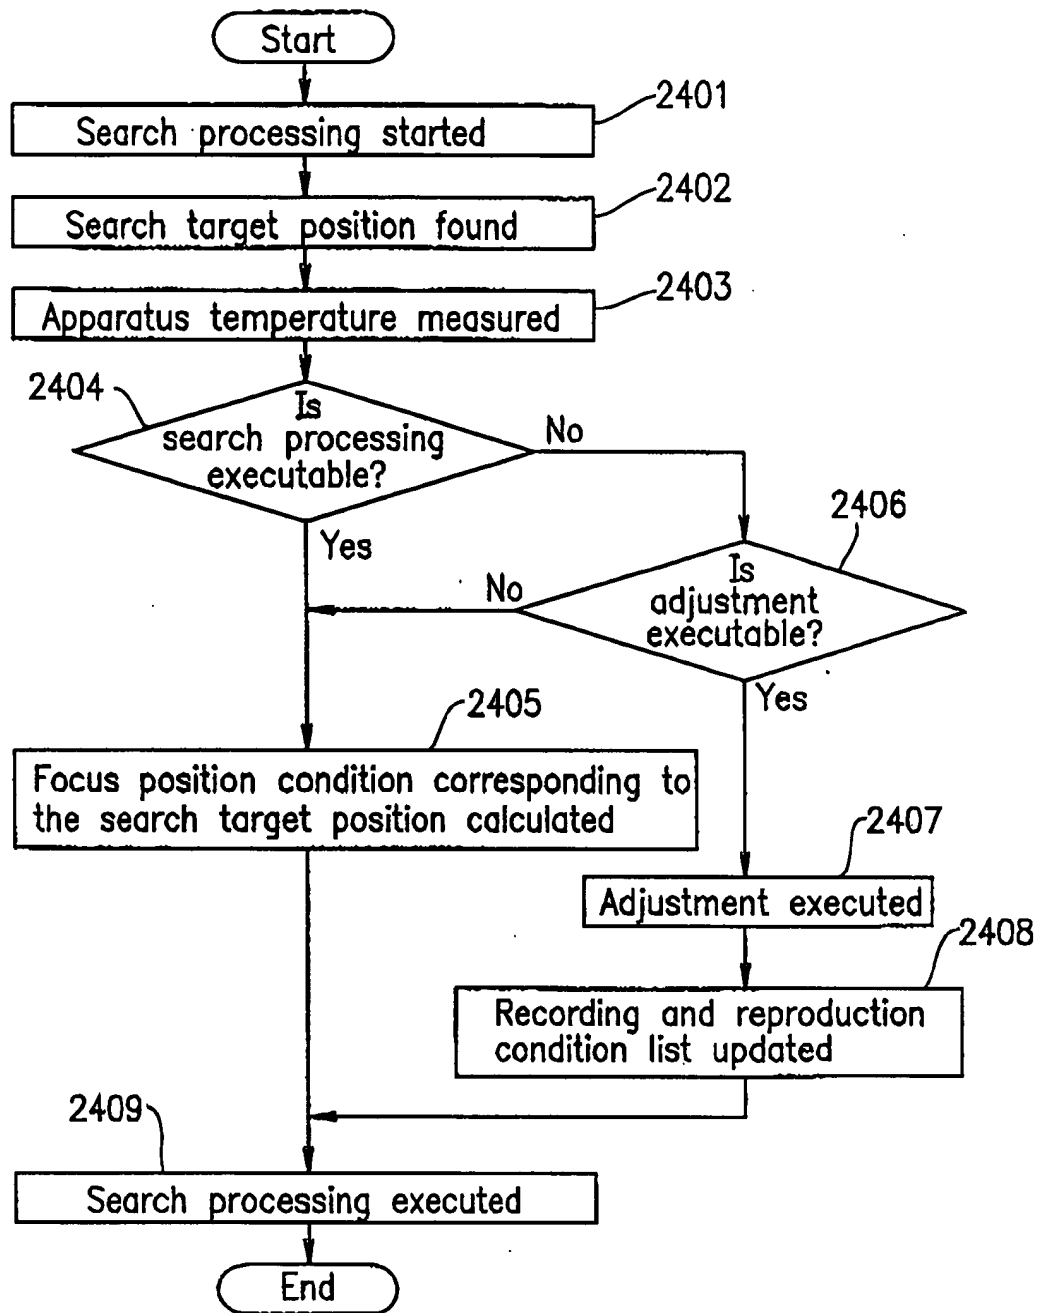 Start
2401
Search processing started
2402
Search target position found
2403
Apparatus temperature measured
2404
Is
search processing
executable?
No
2406
Yes
No
Is
adjustment
executable?
Yes
2405
Focus position condition corresponding to
the search target position calculated
2407
Adjustment executed
2408
Recording and reproduction
condition list updated
2409
Search processing executed
End